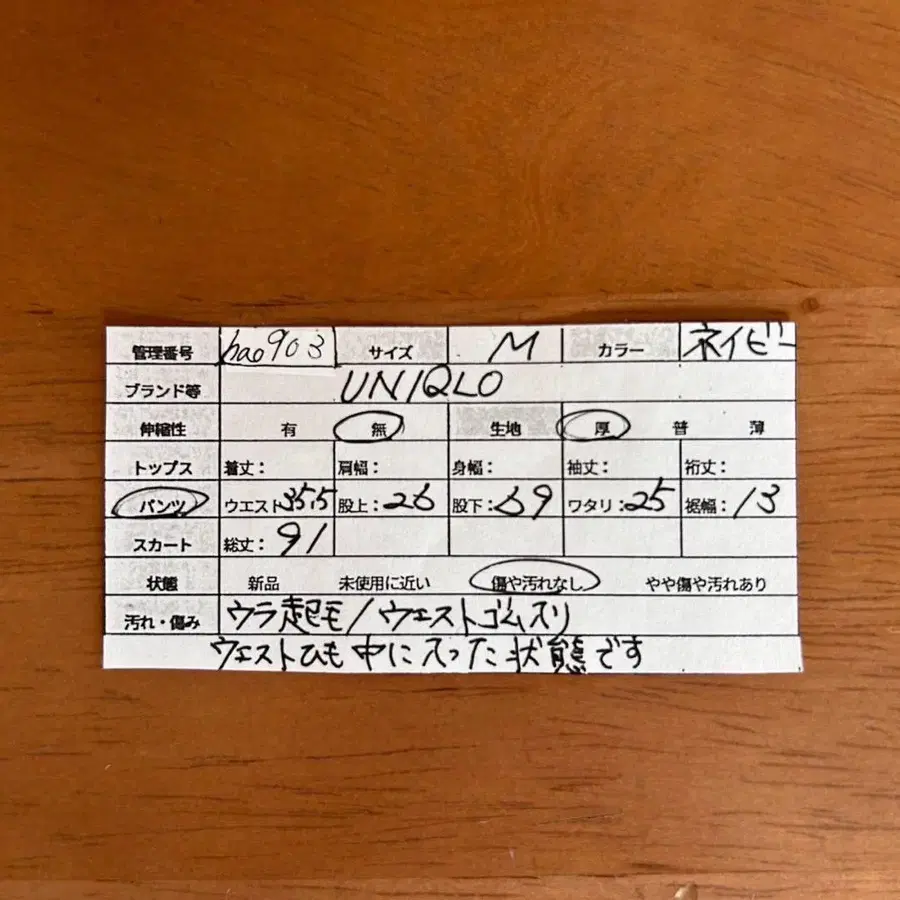 管理番号 hao903 サイズ M カラー ネイビー
ブランド等 UNIQLO
伸縮性 有 無 生地 厚 普 薄
トップス 着丈: 肩幅: 身幅: 袖丈: 裄丈:
パンツ ウエスト35.5 股上:26 股下:69 ワタリ:25 裾幅:13
スカート 総丈:91
状態 新品 未使用に近い 傷や汚れなし やや傷や汚れあり
汚れ・傷み ウラ起毛/ウエストゴム入り
ウエストひも中に入った状態です